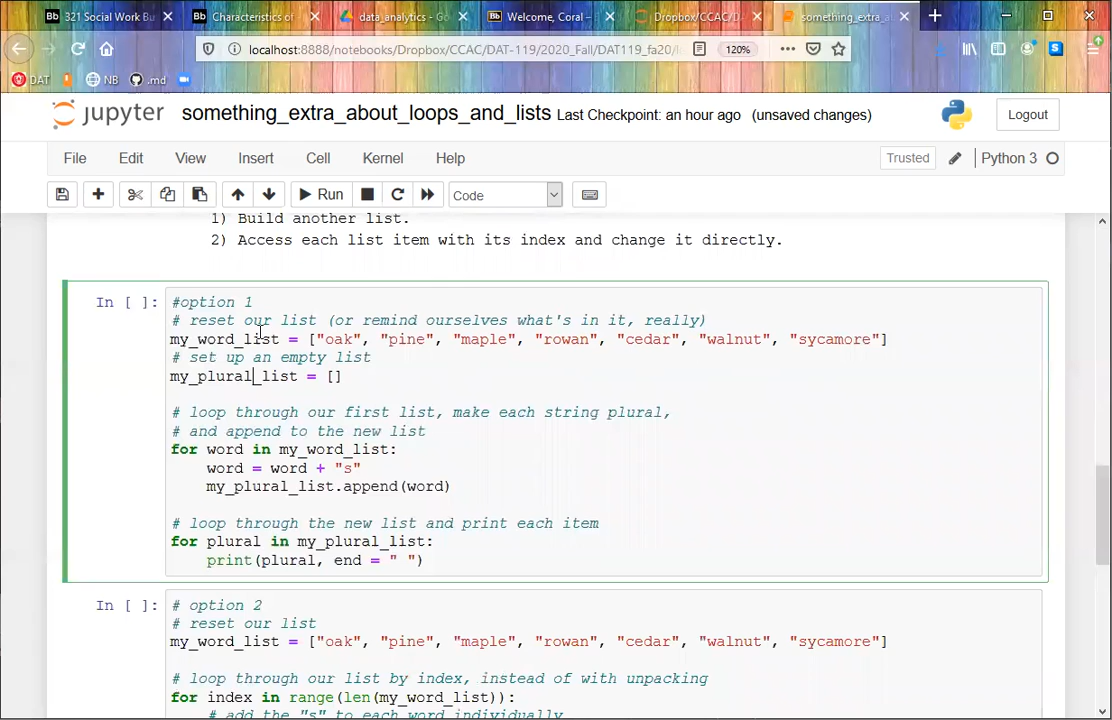 321 Social Work Bu
Characteristics of
data_analytics - Go
Welcome, Coral –
Dropbox/CCAC/D
something_extra_a
localhost:8888/notebooks/Dropbox/CCAC/DAT-119/2020_Fall/DAT119_fa20/
120%
DAT
NB
.md
jupyter something_extra_about_loops_and_lists Last Checkpoint: an hour ago (unsaved changes)
Logout
File Edit View Insert Cell Kernel Help
Trusted
Python 3
Run
Code
1) Build another list.
2) Access each list item with its index and change it directly.
In [ ]:
#option 1
# reset our list (or remind ourselves what's in it, really)
my_word_list = ["oak", "pine", "maple", "rowan", "cedar", "walnut", "sycamore"]
# set up an empty list
my_plural_list = []
# loop through our first list, make each string plural,
# and append to the new list
for word in my_word_list:
word = word + "s"
my_plural_list.append(word)
# loop through the new list and print each item
for plural in my_plural_list:
print(plural, end = " ")
In [ ]:
# option 2
# reset our list
my_word_list = ["oak", "pine", "maple", "rowan", "cedar", "walnut", "sycamore"]
# loop through our list by index, instead of with unpacking
for index in range(len(my_word_list)):
# add the "s" to each word individually